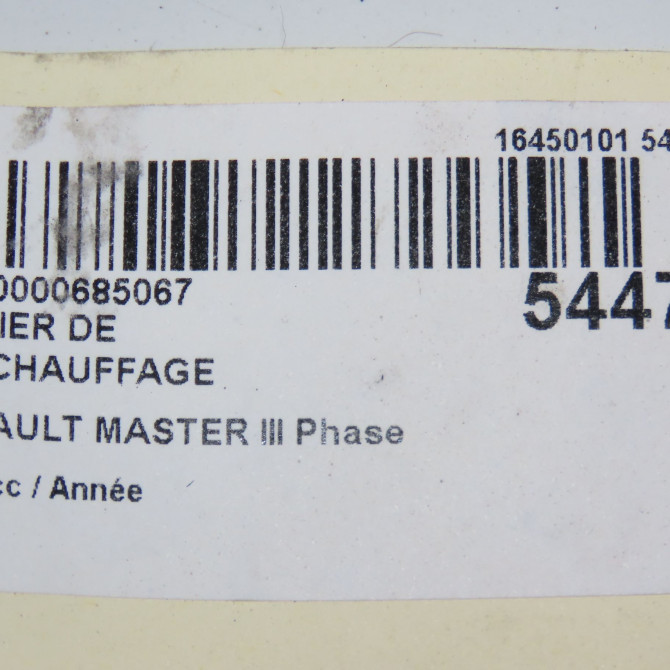 16450101 54
0000685067
5447
IER DE
CHAUFFAGE
AULT MASTER III Phase
cc / Année